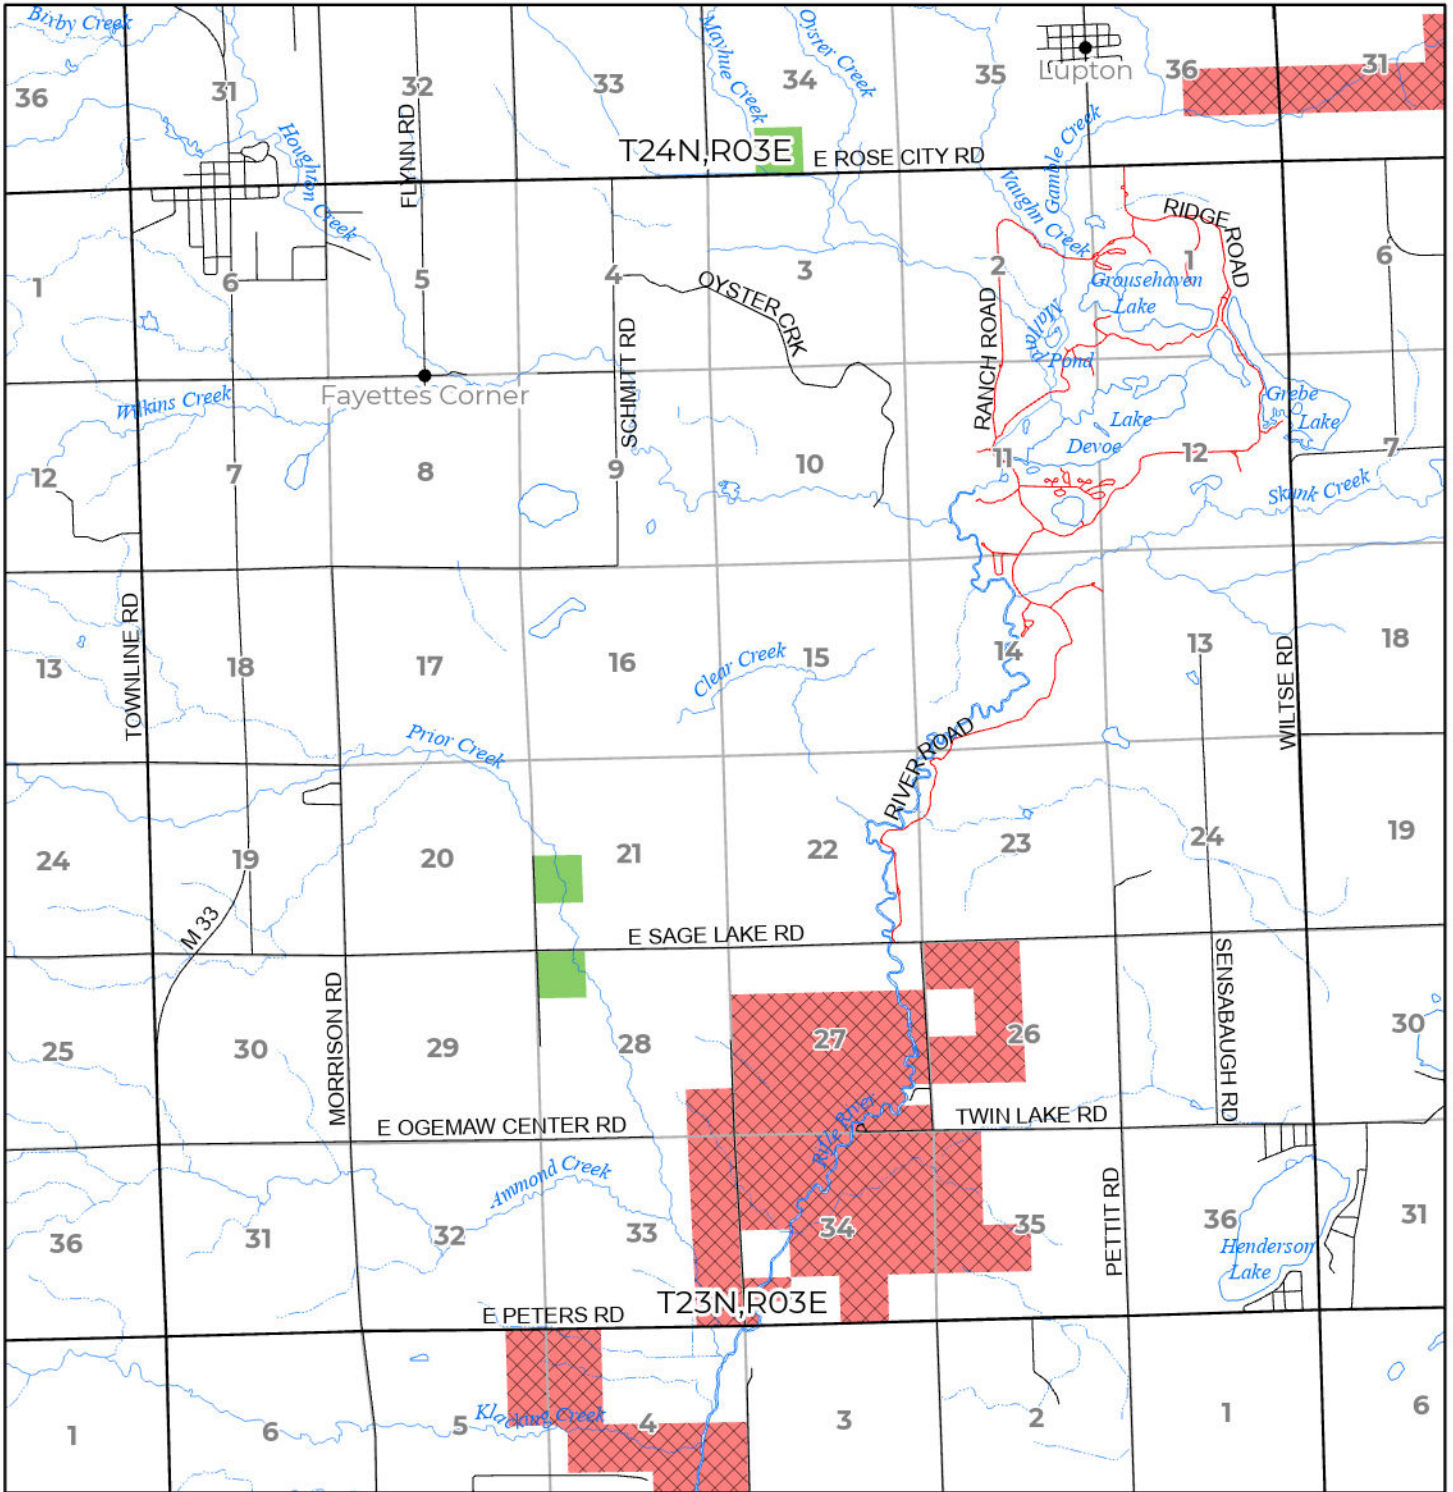 Bixby Creek
Mayhue Creek
Oyster Creek
Lupton
36
31
32
33
34
35
36
31
Houghton Creek
FLYNN RD
T24N,R03E
E ROSE CITY RD
Gamble Creek
Vaughn Creek
RIDGE ROAD
1
6
5
4
3
2
1
6
OYSTER CRK
SCHMITT RD
RANCH ROAD
Grousehaven
Lake
Mallard
Pond
Fayettes Corner
Wilkins Creek
Grebe
Lake
Lake
Devoe
12
7
8
9
10
11
12
7
Skunk Creek
TOWNLINE RD
WILTSE RD
13
18
17
16
15
14
13
18
Clear Creek
Prior Creek
RIVER ROAD
24
19
20
21
22
23
24
19
M 33
E SAGE LAKE RD
MORRISON RD
SENSABAUGH RD
25
30
29
28
27
26
30
E OGEMAW CENTER RD
Rifle River
TWIN LAKE RD
Ammond Creek
PETTIT RD
36
31
32
33
34
35
36
31
Henderson
Lake
E PETERS RD
T23N,R03E
Klacking Creek
1
6
5
4
3
2
1
6